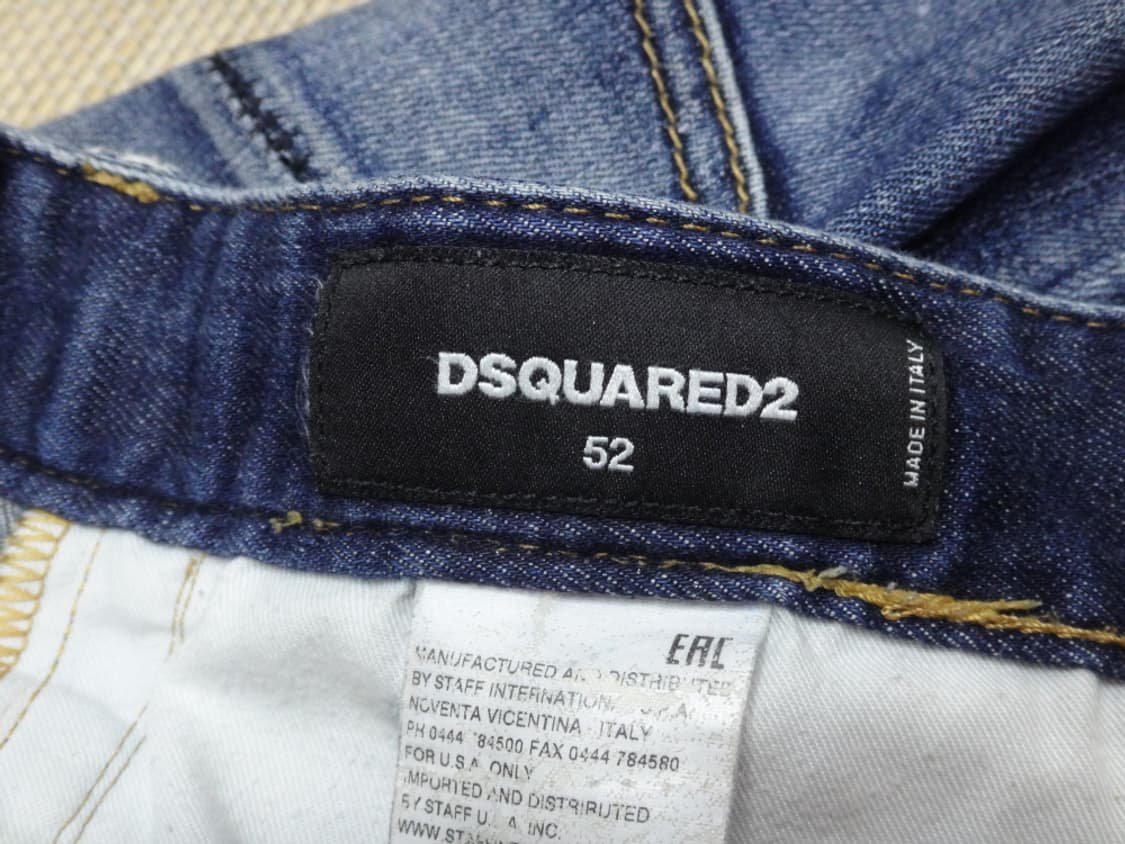 DSQUARED2
52
MADE IN ITALY
EAC
MANUFACTURED AND DISTRIBUTED
BY STAFF INTERNATIONAL
NOVENTA VICENTINA ITALY
PH 0444 784500 FAX 0444 784580
FOR U.S.A. ONLY
IMPORTED AND DISTRIBUTED
BY STAFF U.S.A. INC.